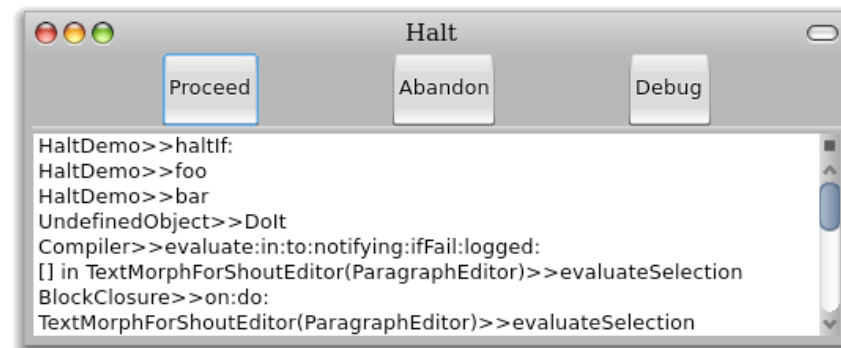 Halt
Proceed Abandon Debug
HaltDemo>>haltIf:
HaltDemo>>foo
HaltDemo>>bar
UndefinedObject>>DoIt
Compiler>>evaluate:in:to:notifying:ifFail:logged:
[] in TextMorphForShoutEditor(ParagraphEditor)>>evaluateSelection
BlockClosure>>on:do:
TextMorphForShoutEditor(ParagraphEditor)>>evaluateSelection